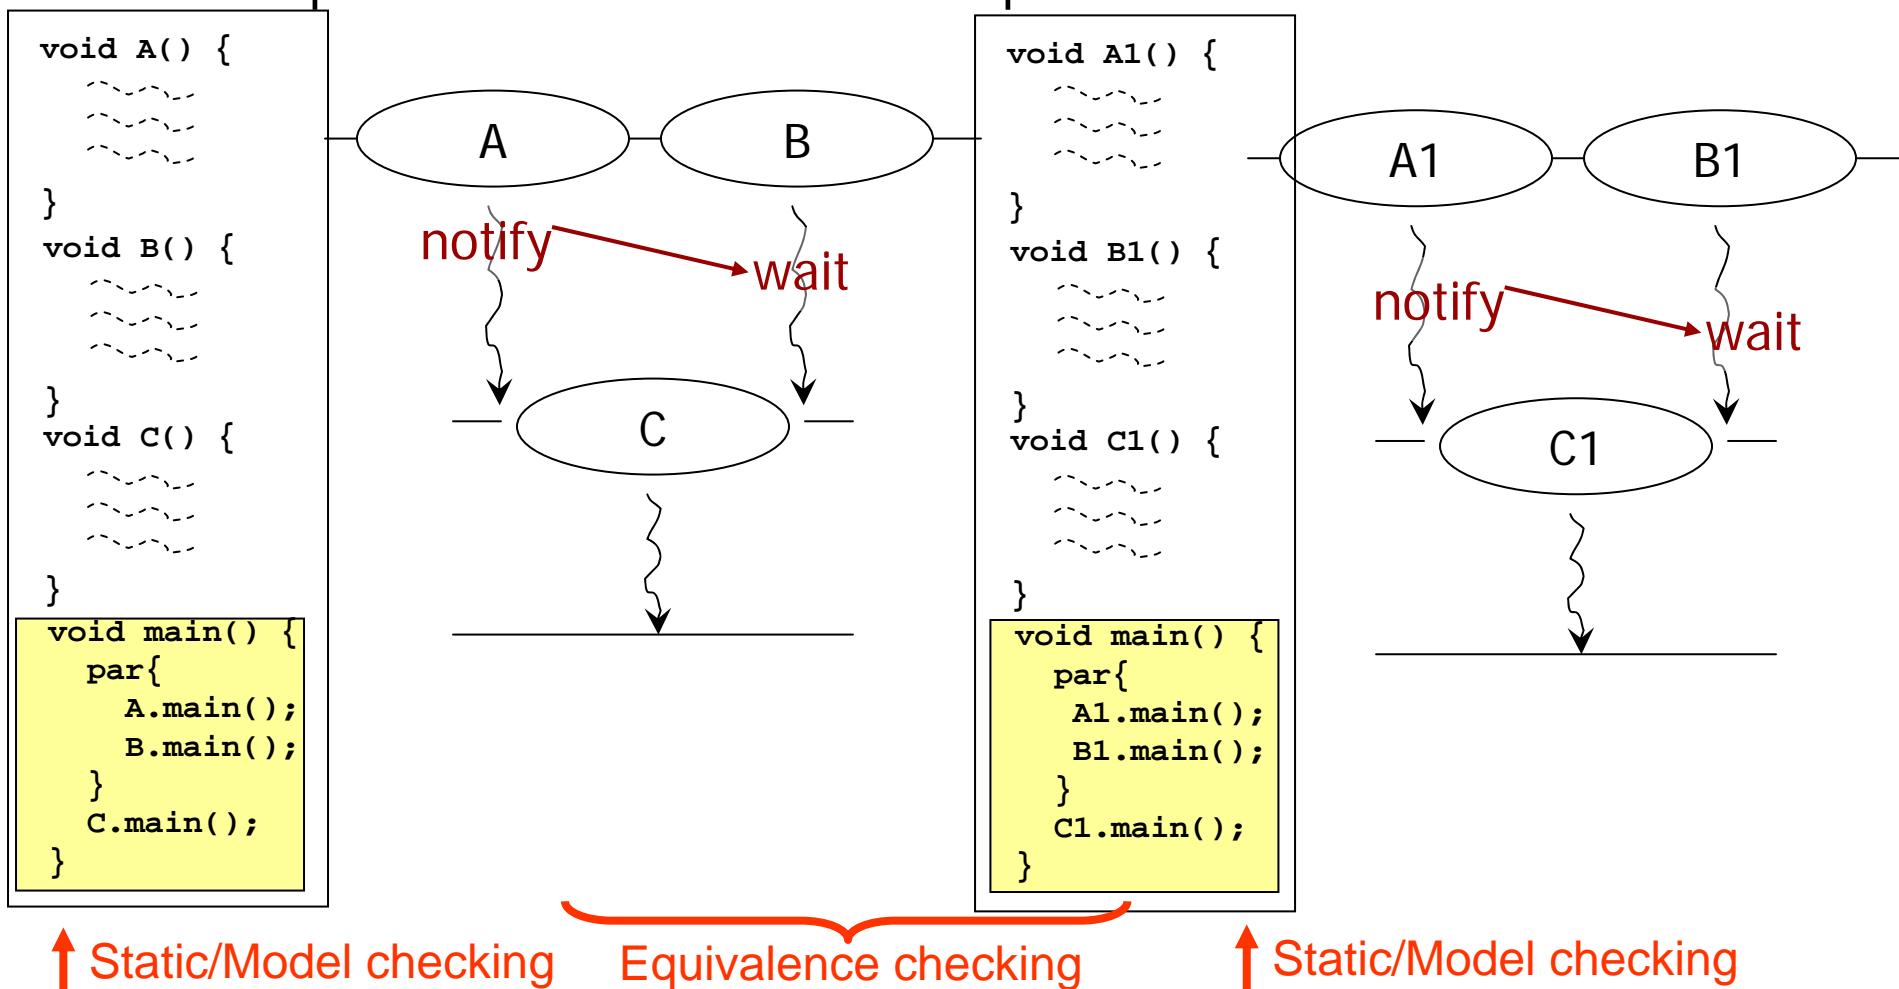 void A() {
}
void B() {
}
void C() {
}
void main() {
par{
A.main();
B.main();
}
C.main();
}
A
B
notify
wait
C
void A1() {
}
void B1() {
}
void C1() {
}
void main() {
par{
A1.main();
B1.main();
}
C1.main();
}
A1
B1
notify
wait
C1
Static/Model checking
Equivalence checking
Static/Model checking